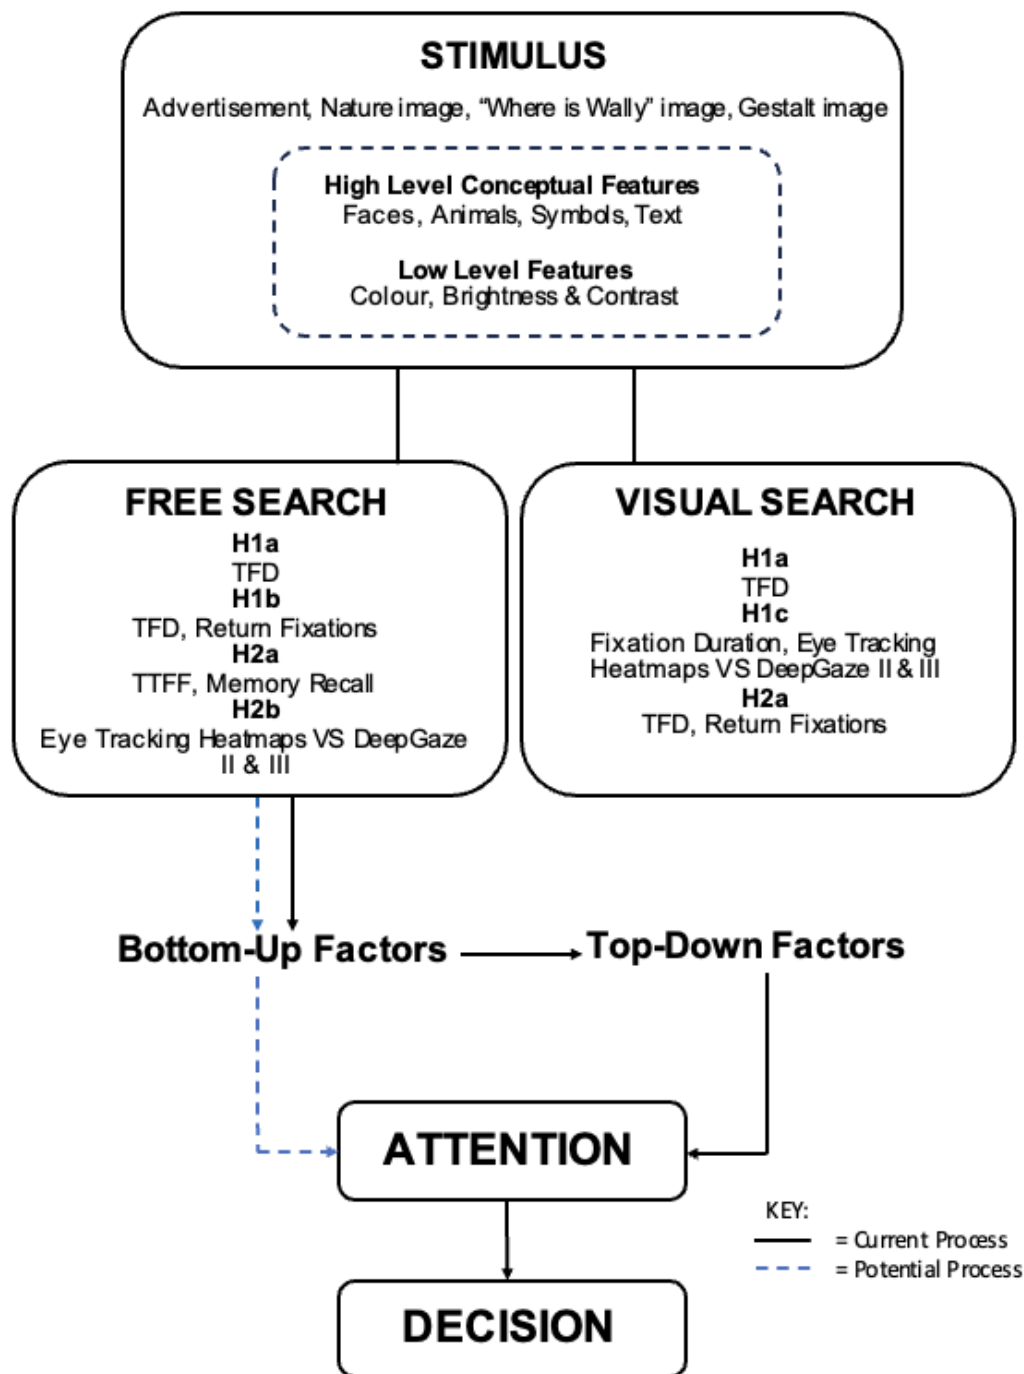 STIMULUS
Advertisement, Nature image, “Where is Wally” image, Gestalt image
High Level Conceptual Features
Faces, Animals, Symbols, Text
Low Level Features
Colour, Brightness & Contrast
FREE SEARCH
H1a
TFD
H1b
TFD, Return Fixations
H2a
TTFF, Memory Recall
H2b
Eye Tracking Heatmaps VS DeepGaze
II & III
VISUAL SEARCH
H1a
TFD
H1c
Fixation Duration, Eye Tracking
Heatmaps VS DeepGaze II & III
H2a
TFD, Return Fixations
Bottom-Up Factors
Top-Down Factors
ATTENTION
KEY:
= Current Process
= Potential Process
DECISION